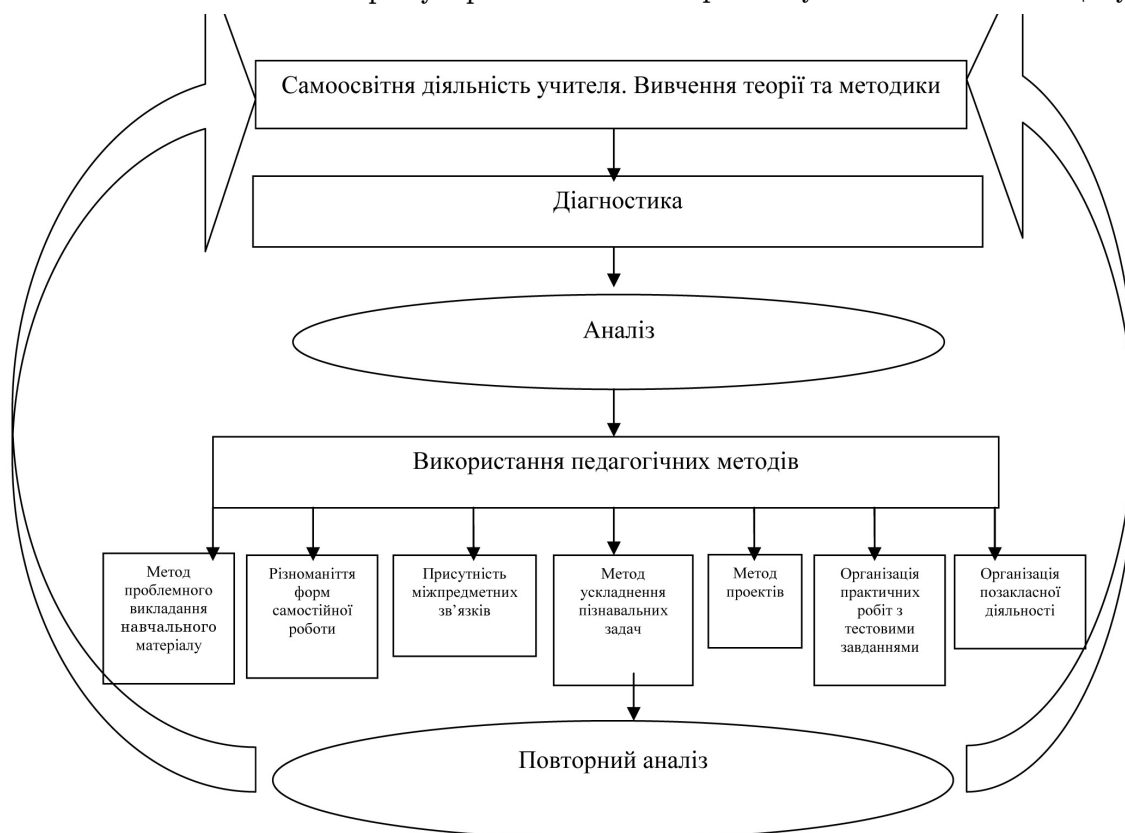 Самоосвітня діяльність учителя. Вивчення теорії та методики
Діагностика
Аналіз
Використання педагогічних методів
Метод
проблемного
викладання
навчального
матеріалу
Різноманіття
форм
самостійної
роботи
Присутність
міжпредметних
зв’язків
Метод
ускладнення
пізнавальних
задач
Метод
проектів
Організація
практичних
робіт з
тестовими
завданнями
Організація
позакласної
діяльності
Повторний аналіз